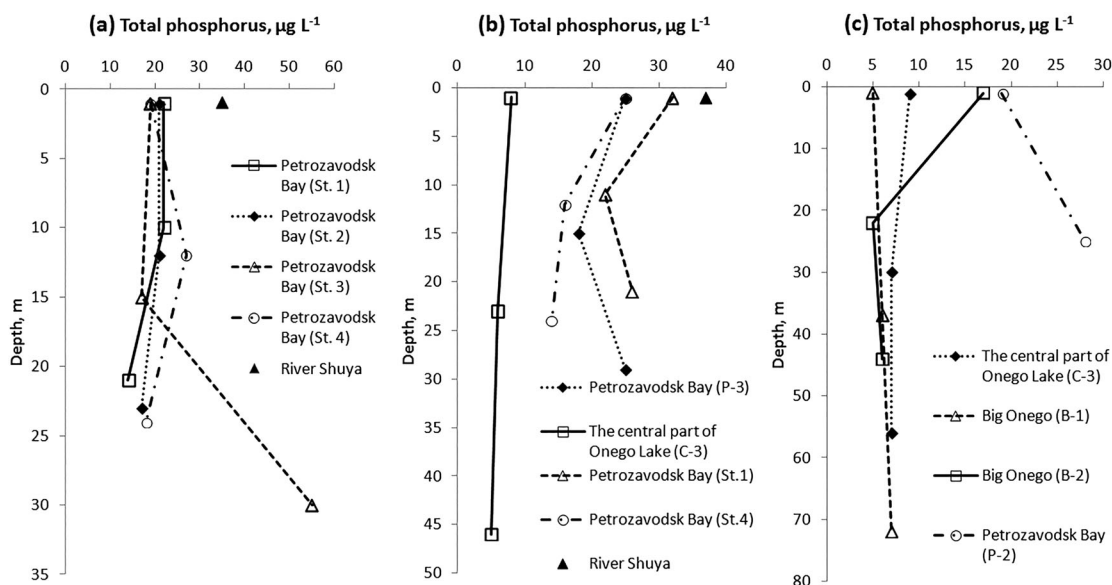 (a) Total phosphorus, µg L-1
0 10 20 30 40 50 60
0
5
10
15
20
25
30
35
Depth, m
Petrozavodsk
Bay (St. 1)
Petrozavodsk
Bay (St. 2)
Petrozavodsk
Bay (St. 3)
Petrozavodsk
Bay (St. 4)
River Shuya
(b) Total phosphorus, µg L-1
0 10 20 30 40
0
5
10
15
20
25
30
35
40
45
50
Depth, m
Petrozavodsk Bay (P-3)
The central part of
Onego Lake (C-3)
Petrozavodsk Bay (St.1)
Petrozavodsk Bay (St.4)
River Shuya
(c) Total phosphorus, µg L-1
0 5 10 15 20 25 30
0
10
20
30
40
50
60
70
80
Depth, m
The central part of
Onego Lake (C-3)
Big Onego (B-1)
Big Onego (B-2)
Petrozavodsk Bay
(P-2)